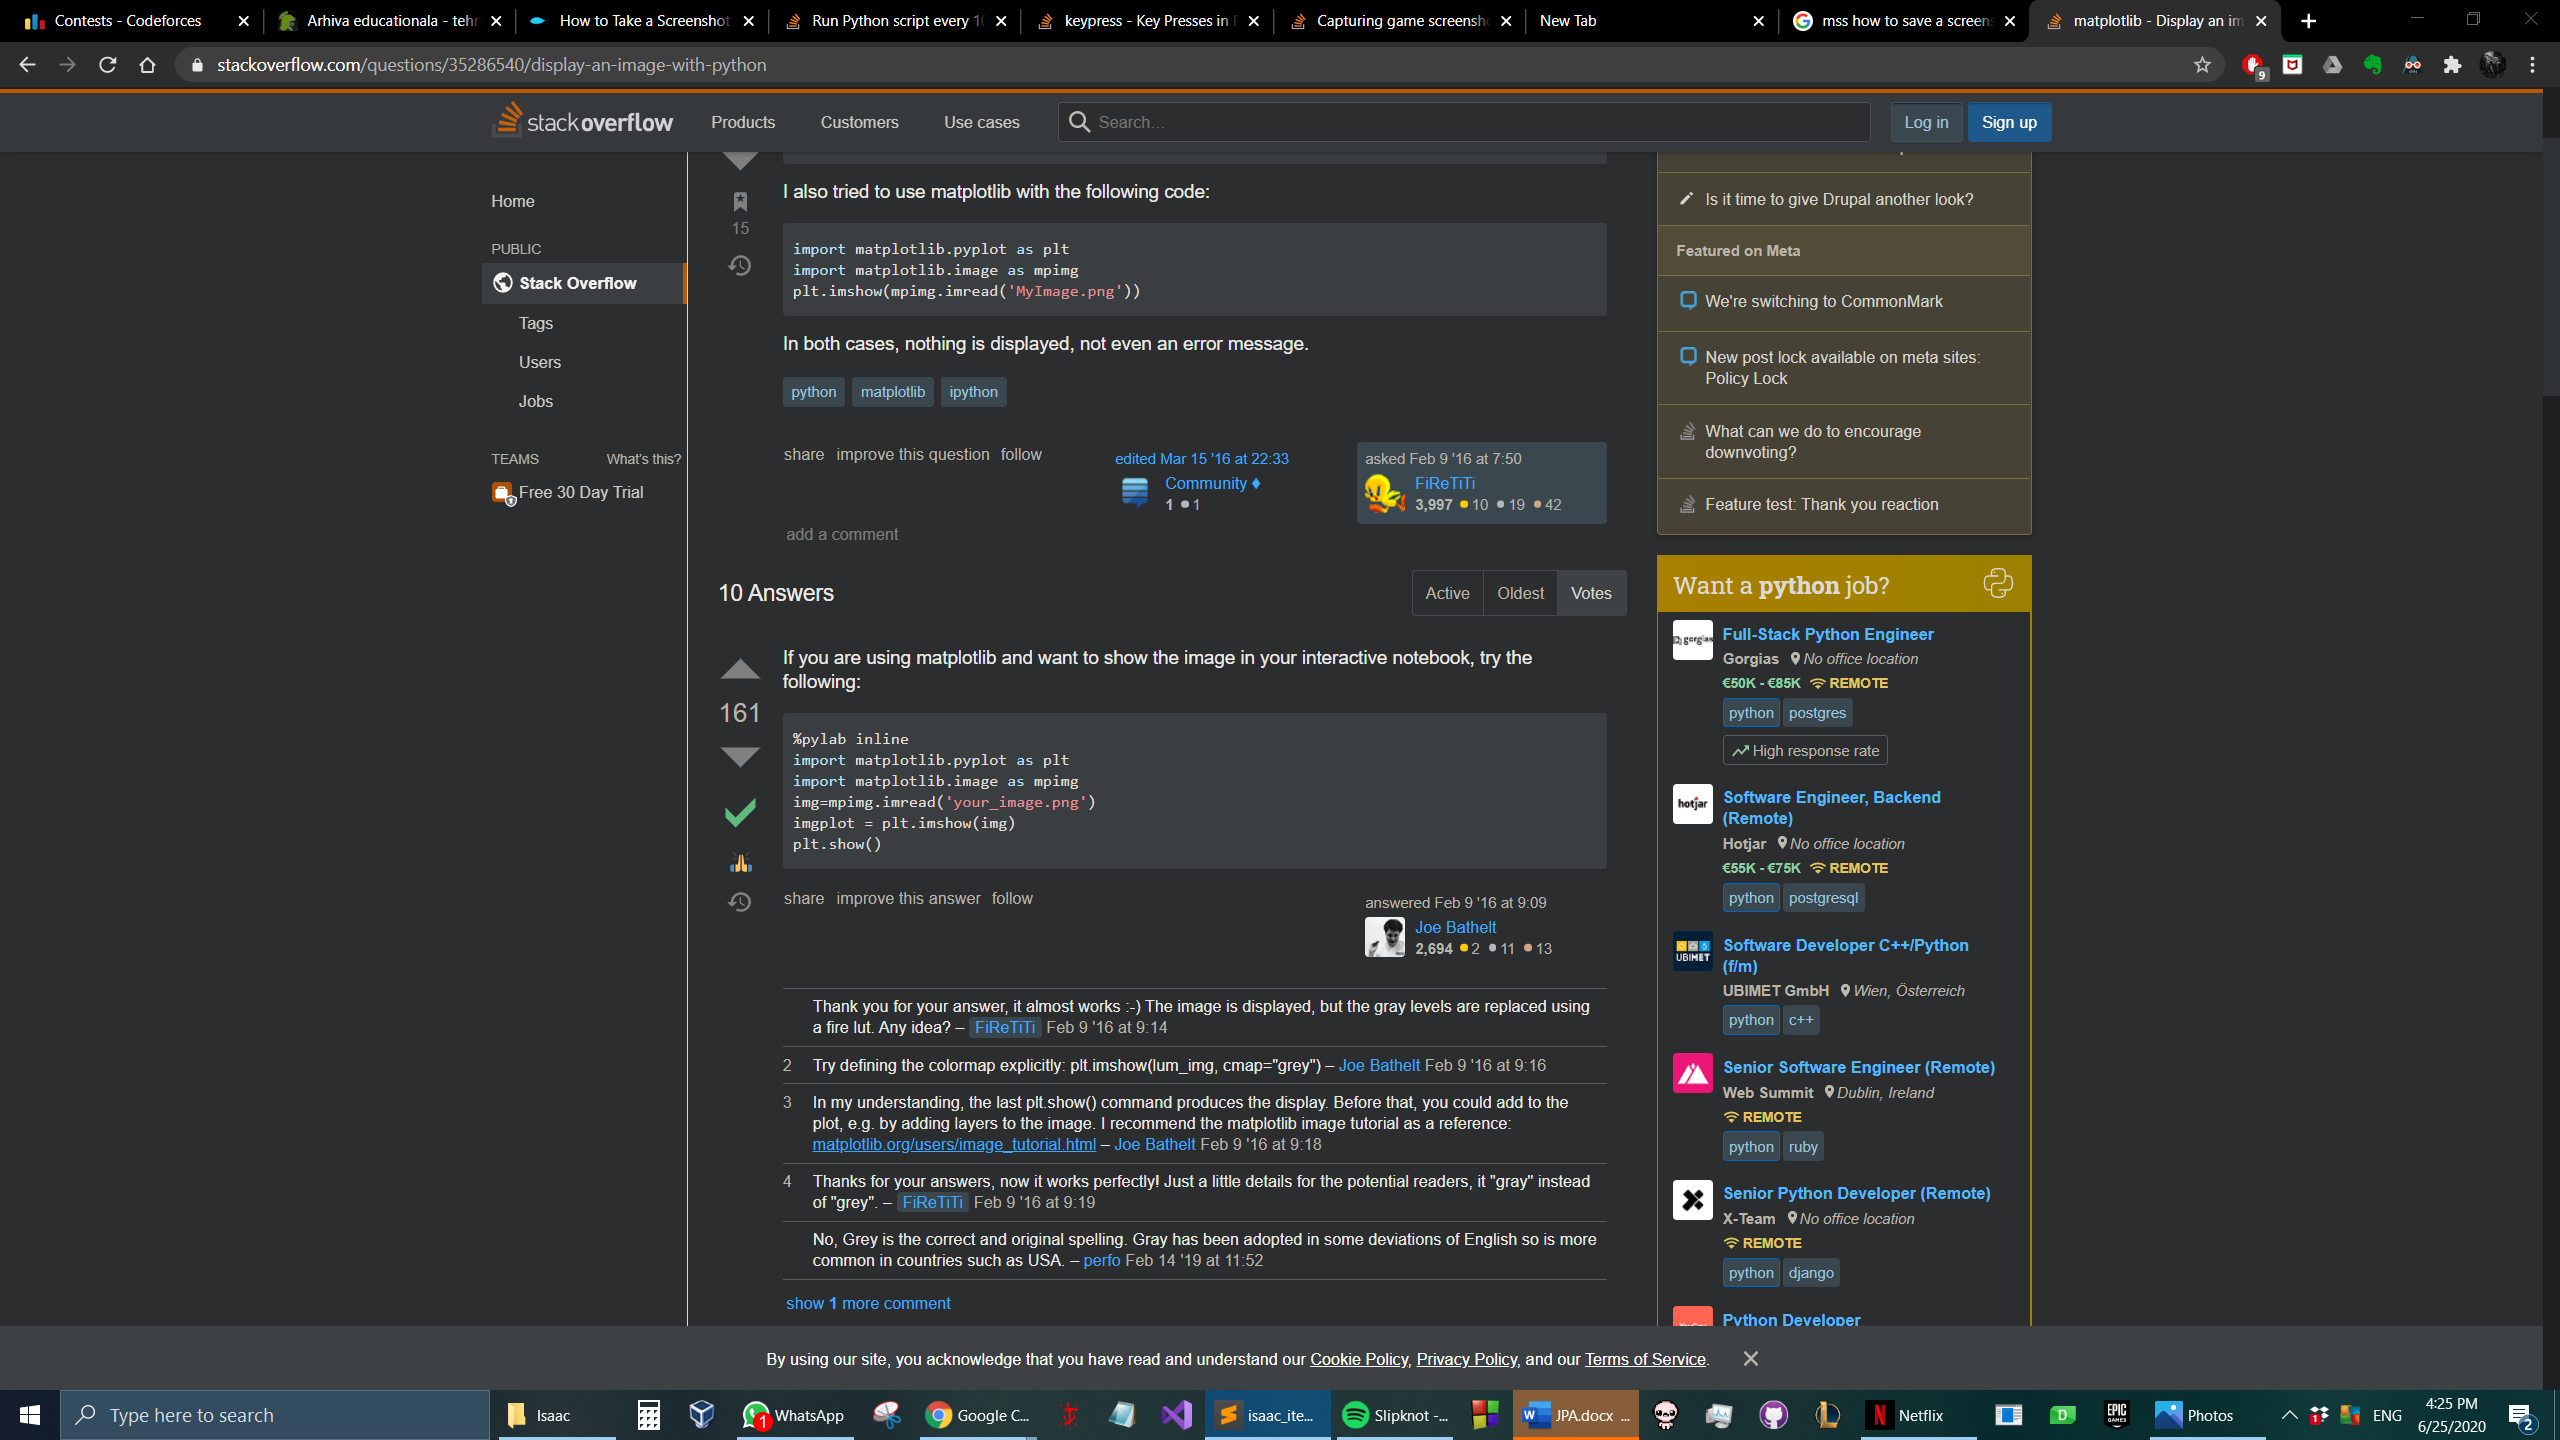 Contests - Codeforces
Arhiva educationala - tehn
How to Take a Screenshot
Run Python script every 10
keypress - Key Presses in P
Capturing game screensh
New Tab
mss how to save a screens
matplotlib - Display an im
stackoverflow.com/questions/35286540/display-an-image-with-python
9
stackoverflow
Products
Customers
Use cases
Search...
Log in
Sign up
Home
PUBLIC
Stack Overflow
Tags
Users
Jobs
TEAMS
What's this?
Free 30 Day Trial
15
I also tried to use matplotlib with the following code:
import matplotlib.pyplot as plt
import matplotlib.image as mpimg
plt.imshow(mpimg.imread('MyImage.png'))
In both cases, nothing is displayed, not even an error message.
python matplotlib ipython
share improve this question follow
edited Mar 15 '16 at 22:33
Community ♦
1 ●1
asked Feb 9 '16 at 7:50
FiReTiTi
3,997 ●10 ●19 ●42
add a comment
10 Answers
Active
Oldest
Votes
161
If you are using matplotlib and want to show the image in your interactive notebook, try the
following:
%pylab inline
import matplotlib.pyplot as plt
import matplotlib.image as mpimg
img=mpimg.imread('your_image.png')
imgplot = plt.imshow(img)
plt.show()
share improve this answer follow
answered Feb 9 '16 at 9:09
Joe Bathelt
2,694 ●2 ●11 ●13
Thank you for your answer, it almost works :-) The image is displayed, but the gray levels are replaced using
a fire lut. Any idea? – FiReTiTi Feb 9 '16 at 9:14
2 Try defining the colormap explicitly: plt.imshow(lum_img, cmap="grey") – Joe Bathelt Feb 9 '16 at 9:16
3 In my understanding, the last plt.show() command produces the display. Before that, you could add to the
plot, e.g. by adding layers to the image. I recommend the matplotlib image tutorial as a reference:
matplotlib.org/users/image_tutorial.html – Joe Bathelt Feb 9 '16 at 9:18
4 Thanks for your answers, now it works perfectly! Just a little details for the potential readers, it "gray" instead
of "grey". – FiReTiTi Feb 9 '16 at 9:19
No, Grey is the correct and original spelling. Gray has been adopted in some deviations of English so is more
common in countries such as USA. – perfo Feb 14 '19 at 11:52
show 1 more comment
Is it time to give Drupal another look?
Featured on Meta
We're switching to CommonMark
New post lock available on meta sites:
Policy Lock
What can we do to encourage
downvoting?
Feature test: Thank you reaction
Want a python job?
gorgias
Full-Stack Python Engineer
Gorgias No office location
€50K - €85K REMOTE
python postgres
High response rate
hotjar
Software Engineer, Backend
(Remote)
Hotjar No office location
€55K - €75K REMOTE
python postgresql
UBIMET
Software Developer C++/Python
(f/m)
UBIMET GmbH Wien, Österreich
python c++
Senior Software Engineer (Remote)
Web Summit Dublin, Ireland
REMOTE
python ruby
Senior Python Developer (Remote)
X-Team No office location
REMOTE
python django
Python Developer
By using our site, you acknowledge that you have read and understand our Cookie Policy, Privacy Policy, and our Terms of Service.
Type here to search
Isaac
1
WhatsApp
Google C...
isaac_ite...
Slipknot -...
JPA.docx ...
Netflix
D
EPIC
GAMES
Photos
1
ENG
4:25 PM
6/25/2020
2